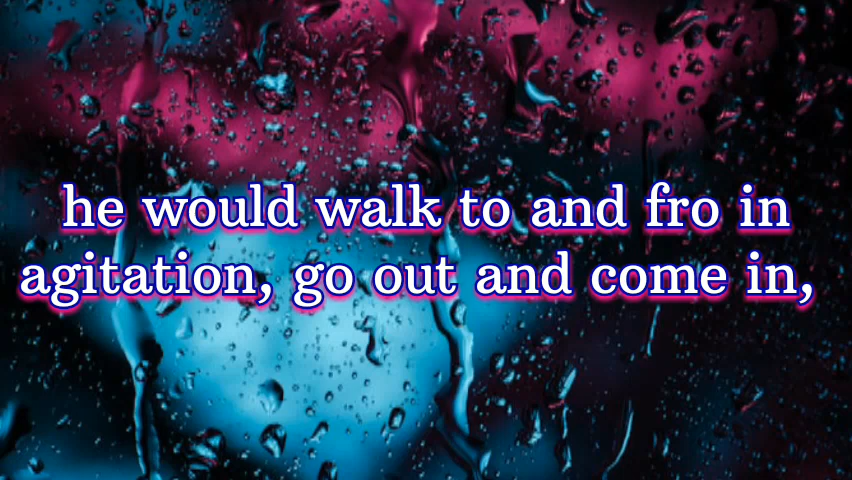 he would walk to and fro in
agitation, go out and come in,